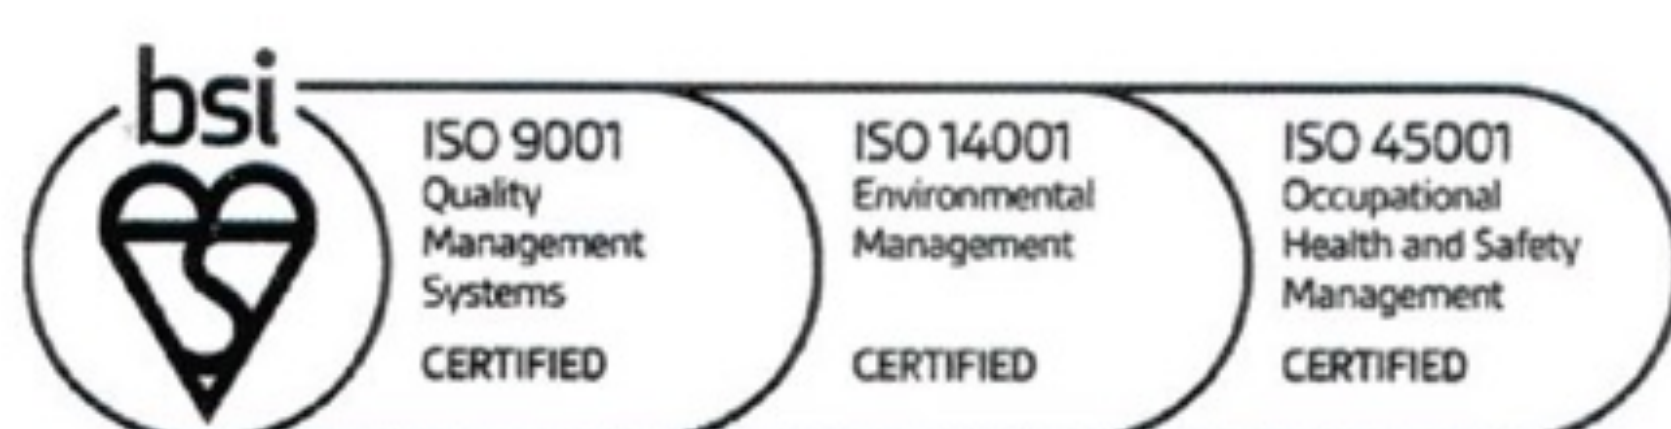 bsi
ISO 9001
Quality
Management
Systems
CERTIFIED
ISO 14001
Environmental
Management
CERTIFIED
ISO 45001
Occupational
Health and Safety
Management
CERTIFIED